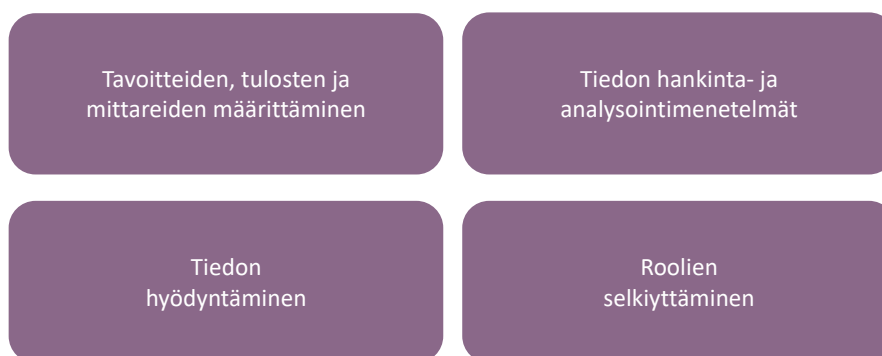 Tavoitteiden, tulosten ja
mittareiden määrittäminen
Tiedon hankinta- ja
analysointimenetelmät
Tiedon
hyödyntäminen
Roolien
selkiyttäminen